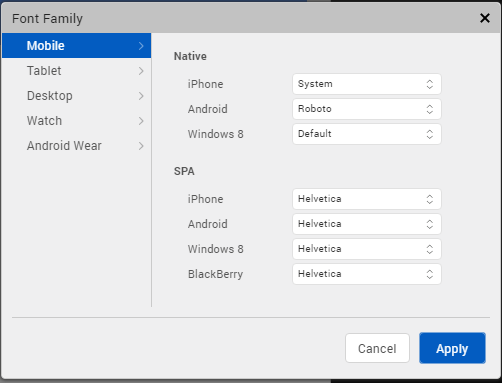 Font Family
Mobile
Tablet
Desktop
Watch
Android Wear
Native
iPhone System
Android Roboto
Windows 8 Default
SPA
iPhone Helvetica
Android Helvetica
Windows 8 Helvetica
BlackBerry Helvetica
Cancel Apply